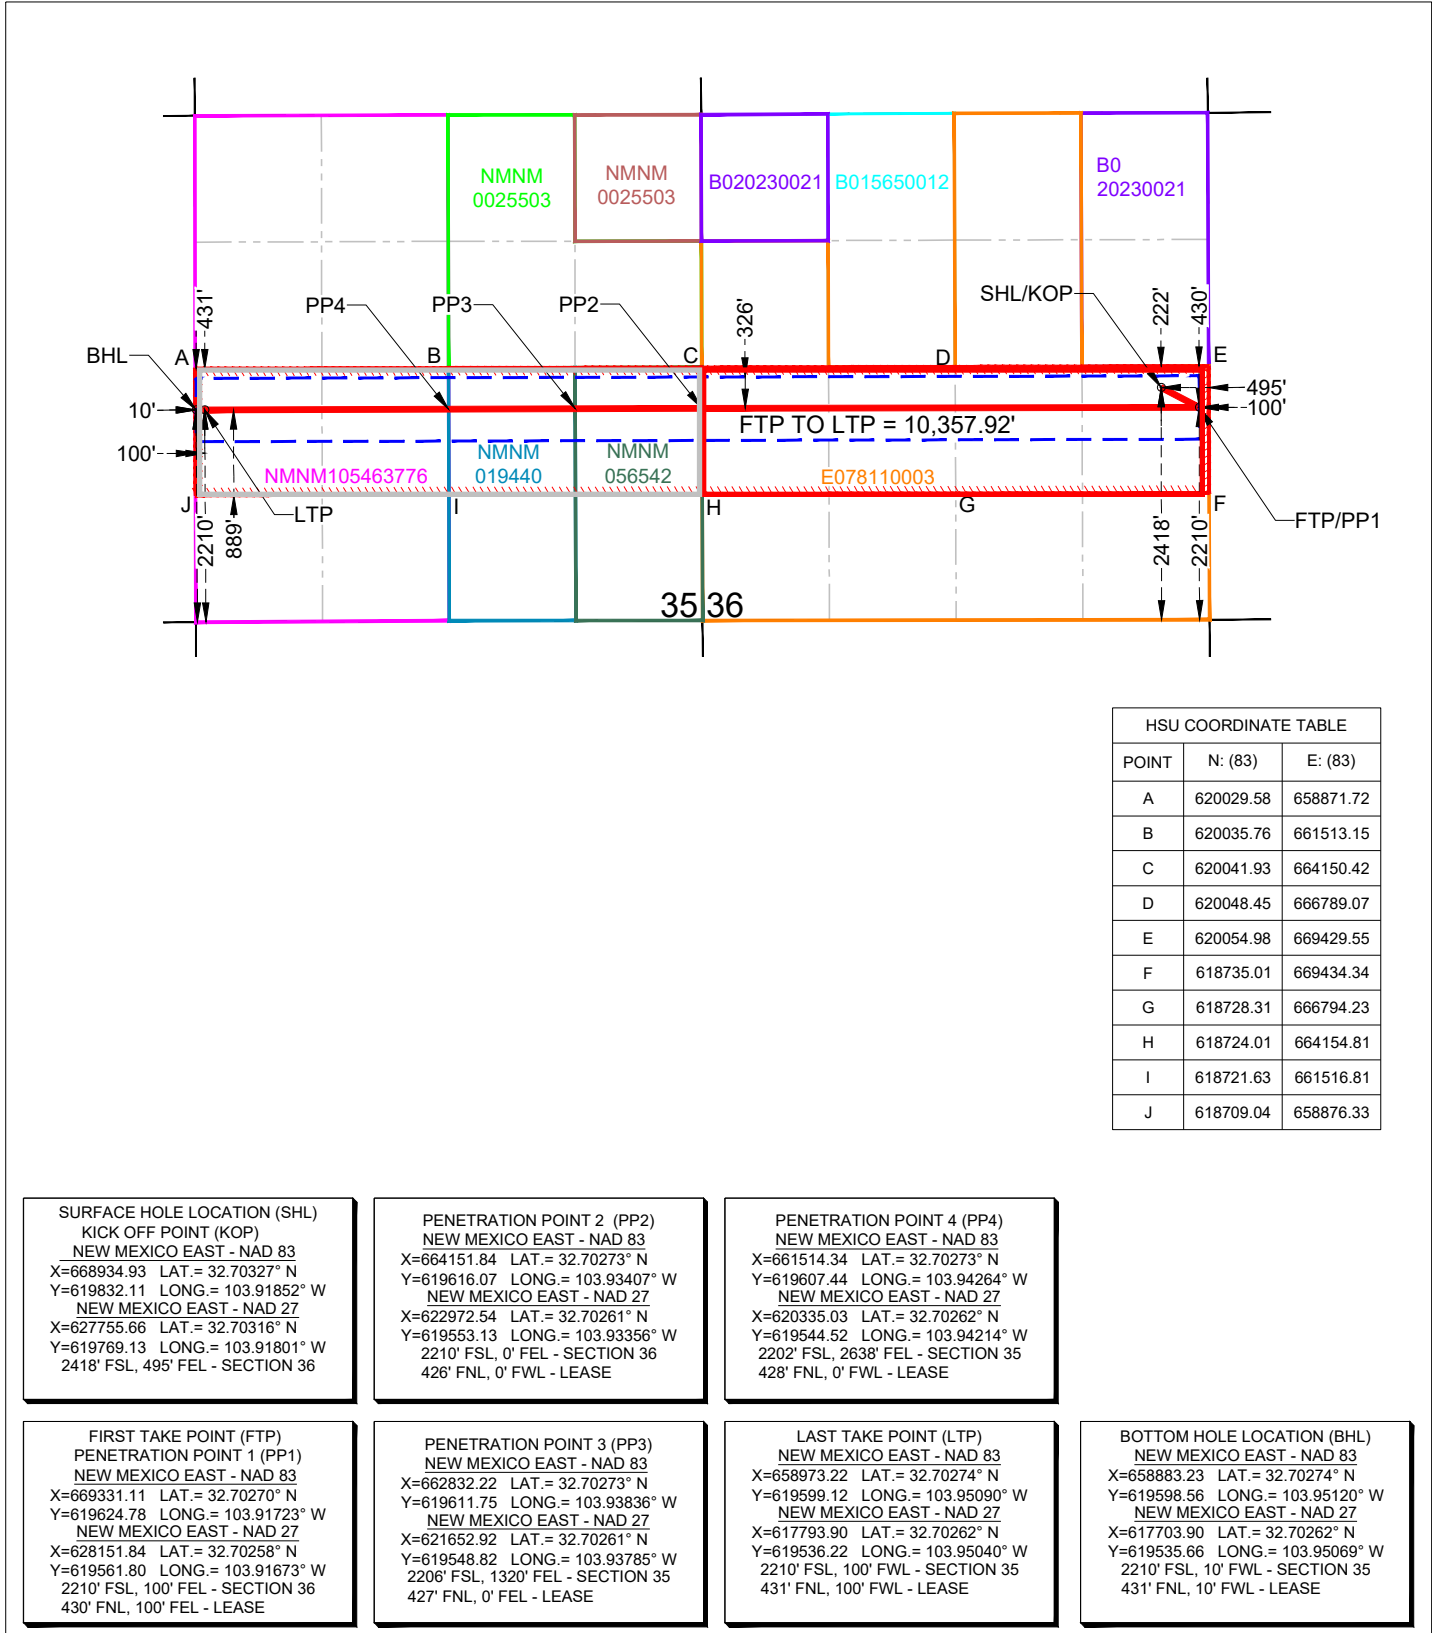 NMNM
0025503
NMNM
0025503
B020230021
B015650012
B0
20230021
431'
PP4
PP3
PP2
326'
SHL/KOP
222'
430'
A
B
C
D
E
BHL
10'
100'
495'
100'
FTP TO LTP = 10,357.92'
NMNM105463776
NMNM
019440
NMNM
056542
E078110003
J
I
H
G
F
LTP
FTP/PP1
2210'
889'
2418'
2210'
35
36
HSU COORDINATE TABLE
POINT N: (83) E: (83)
A 620029.58 658871.72
B 620035.76 661513.15
C 620041.93 664150.42
D 620048.45 666789.07
E 620054.98 669429.55
F 618735.01 669434.34
G 618728.31 666794.23
H 618724.01 664154.81
I 618721.63 661516.81
J 618709.04 658876.33
SURFACE HOLE LOCATION (SHL)
KICK OFF POINT (KOP)
NEW MEXICO EAST - NAD 83
X=668934.93 LAT.= 32.70327° N
Y=619832.11 LONG.= 103.91852° W
NEW MEXICO EAST - NAD 27
X=627755.66 LAT.= 32.70316° N
Y=619769.13 LONG.= 103.91801° W
2418' FSL, 495' FEL - SECTION 36
PENETRATION POINT 2 (PP2)
NEW MEXICO EAST - NAD 83
X=664151.84 LAT.= 32.70273° N
Y=619616.07 LONG.= 103.93407° W
NEW MEXICO EAST - NAD 27
X=622972.54 LAT.= 32.70261° N
Y=619553.13 LONG.= 103.93356° W
2210' FSL, 0' FEL - SECTION 36
426' FNL, 0' FWL - LEASE
PENETRATION POINT 4 (PP4)
NEW MEXICO EAST - NAD 83
X=661514.34 LAT.= 32.70273° N
Y=619607.44 LONG.= 103.94264° W
NEW MEXICO EAST - NAD 27
X=620335.03 LAT.= 32.70262° N
Y=619544.52 LONG.= 103.94214° W
2202' FSL, 2638' FEL - SECTION 35
428' FNL, 0' FWL - LEASE
FIRST TAKE POINT (FTP)
PENETRATION POINT 1 (PP1)
NEW MEXICO EAST - NAD 83
X=669331.11 LAT.= 32.70270° N
Y=619624.78 LONG.= 103.91723° W
NEW MEXICO EAST - NAD 27
X=628151.84 LAT.= 32.70258° N
Y=619561.80 LONG.= 103.91673° W
2210' FSL, 100' FEL - SECTION 36
430' FNL, 100' FEL - LEASE
PENETRATION POINT 3 (PP3)
NEW MEXICO EAST - NAD 83
X=662832.22 LAT.= 32.70273° N
Y=619611.75 LONG.= 103.93836° W
NEW MEXICO EAST - NAD 27
X=621652.92 LAT.= 32.70261° N
Y=619548.82 LONG.= 103.93785° W
2206' FSL, 1320' FEL - SECTION 35
427' FNL, 0' FEL - LEASE
LAST TAKE POINT (LTP)
NEW MEXICO EAST - NAD 83
X=658973.22 LAT.= 32.70274° N
Y=619599.12 LONG.= 103.95090° W
NEW MEXICO EAST - NAD 27
X=617793.90 LAT.= 32.70262° N
Y=619536.22 LONG.= 103.95040° W
2210' FSL, 100' FWL - SECTION 35
431' FNL, 100' FWL - LEASE
BOTTOM HOLE LOCATION (BHL)
NEW MEXICO EAST - NAD 83
X=658883.23 LAT.= 32.70274° N
Y=619598.56 LONG.= 103.95120° W
NEW MEXICO EAST - NAD 27
X=617703.90 LAT.= 32.70262° N
Y=619535.66 LONG.= 103.95069° W
2210' FSL, 10' FWL - SECTION 35
431' FNL, 10' FWL - LEASE